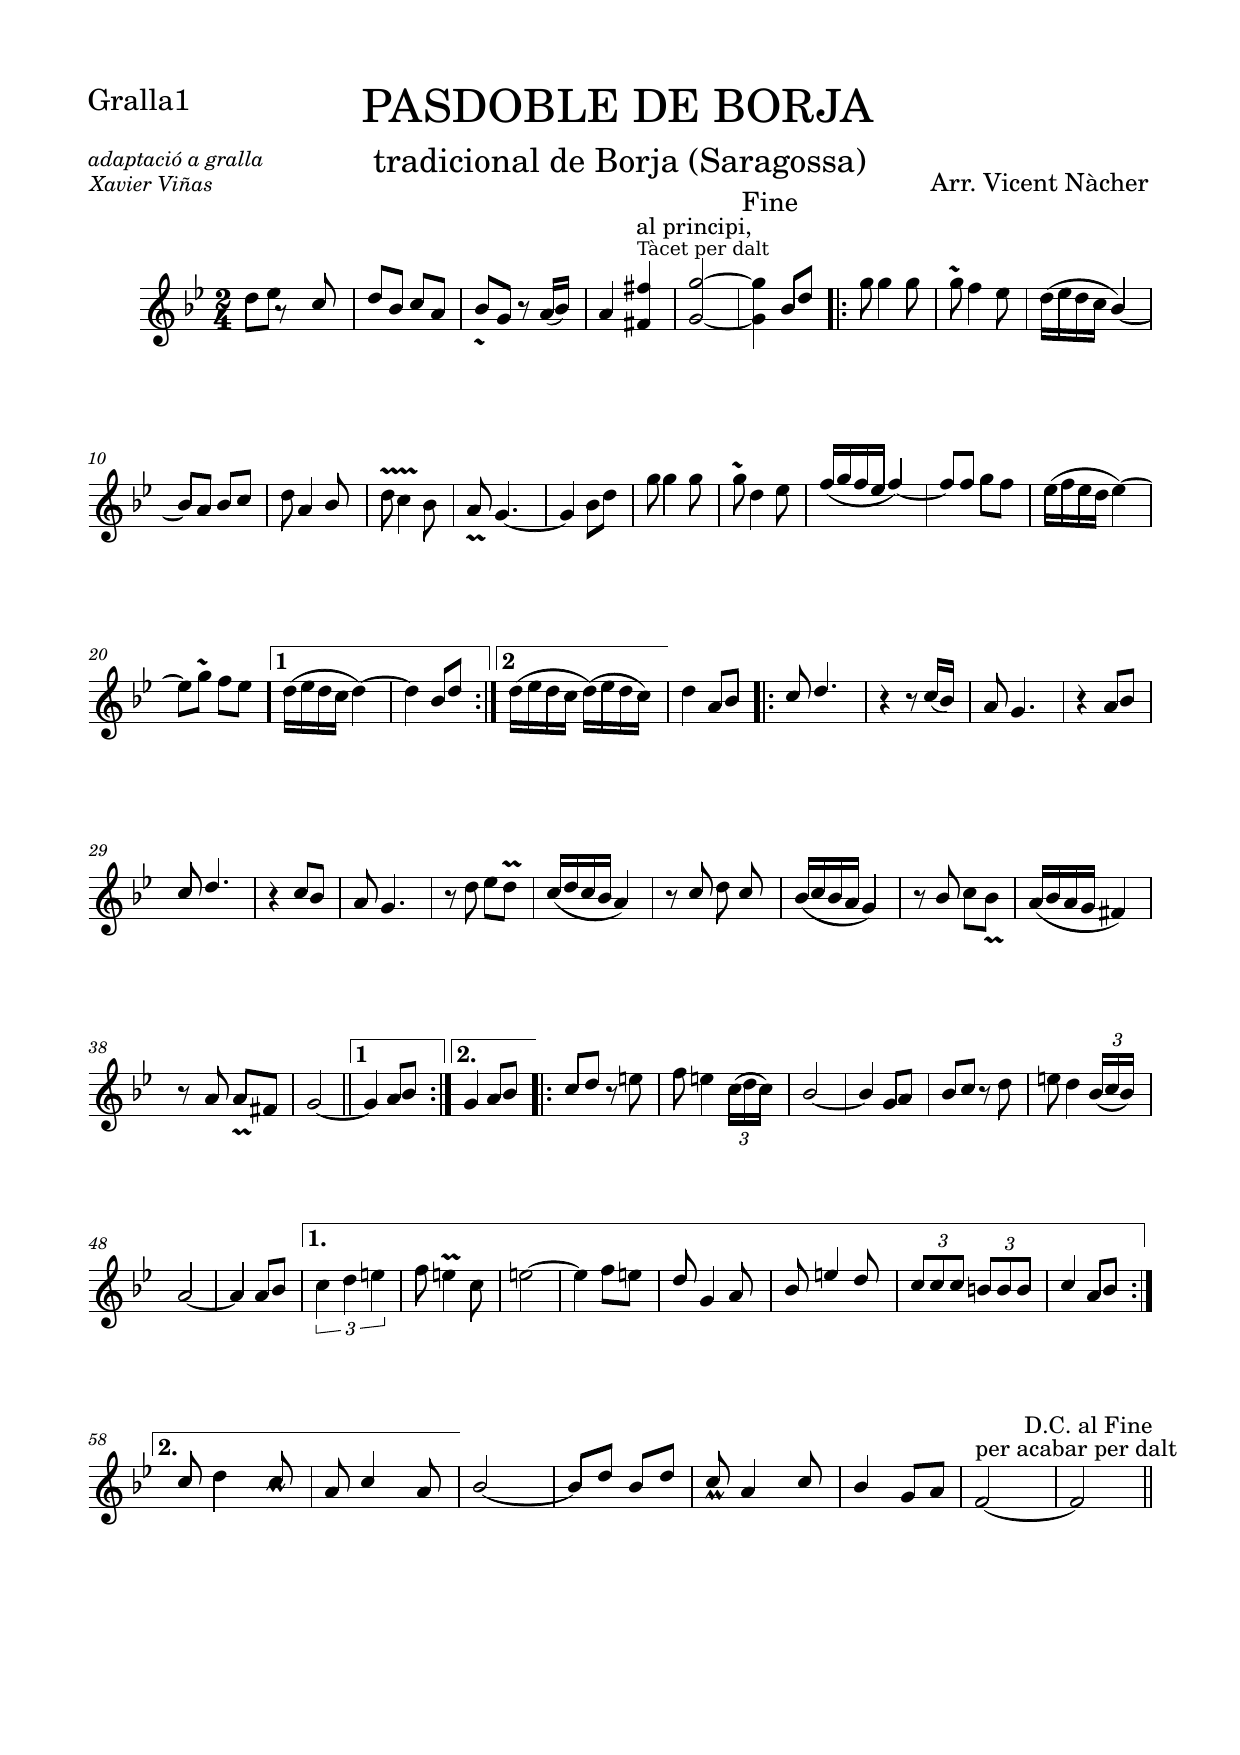 Gralla1
PASDOBLE DE BORJA
adaptació a gralla
Xavier Viñas
tradicional de Borja (Saragossa)
Arr. Vicent Nàcher
Fine
al principi,
Tàcet per dalt
2
4
10
20
1
2
29
38
1
2.
3
3
48
1.
3
3
3
58
2.
D.C. al Fine
per acabar per dalt